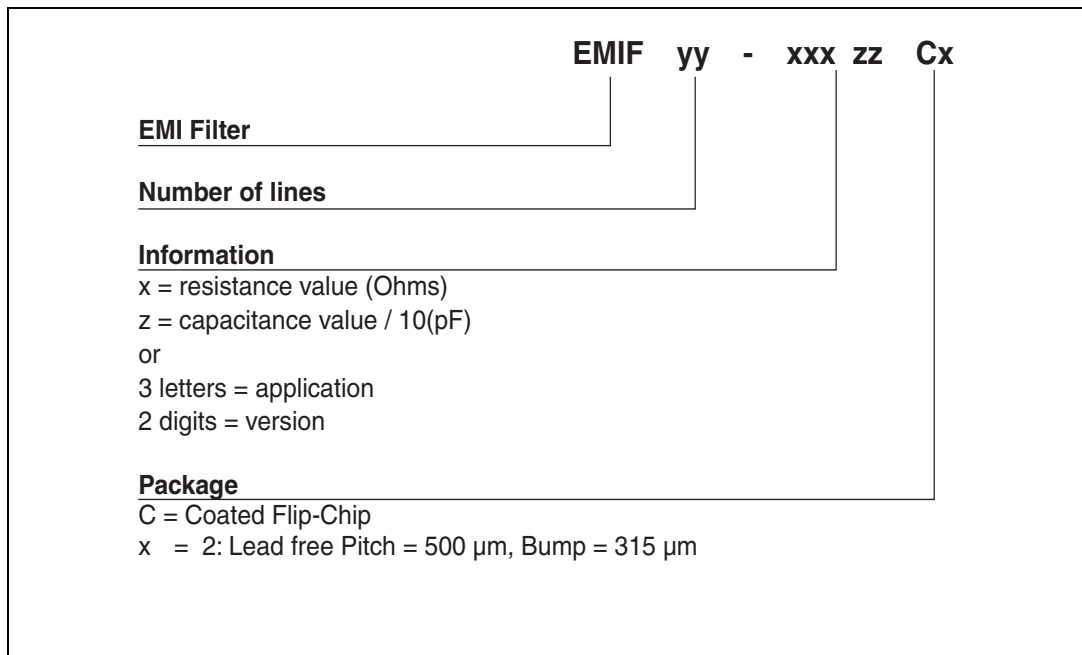 EMIF yy - xxx zz Cx
EMI Filter
Number of lines
Information
x = resistance value (Ohms)
z = capacitance value / 10(pF)
or
3 letters = application
2 digits = version
Package
C = Coated Flip-Chip
x = 2: Lead free Pitch = 500 µm, Bump = 315 µm